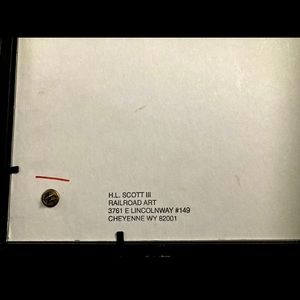 H.L. SCOTT III
RAILROAD ART
3761 E LINCOLNWAY #149
CHEYENNE WY 82001